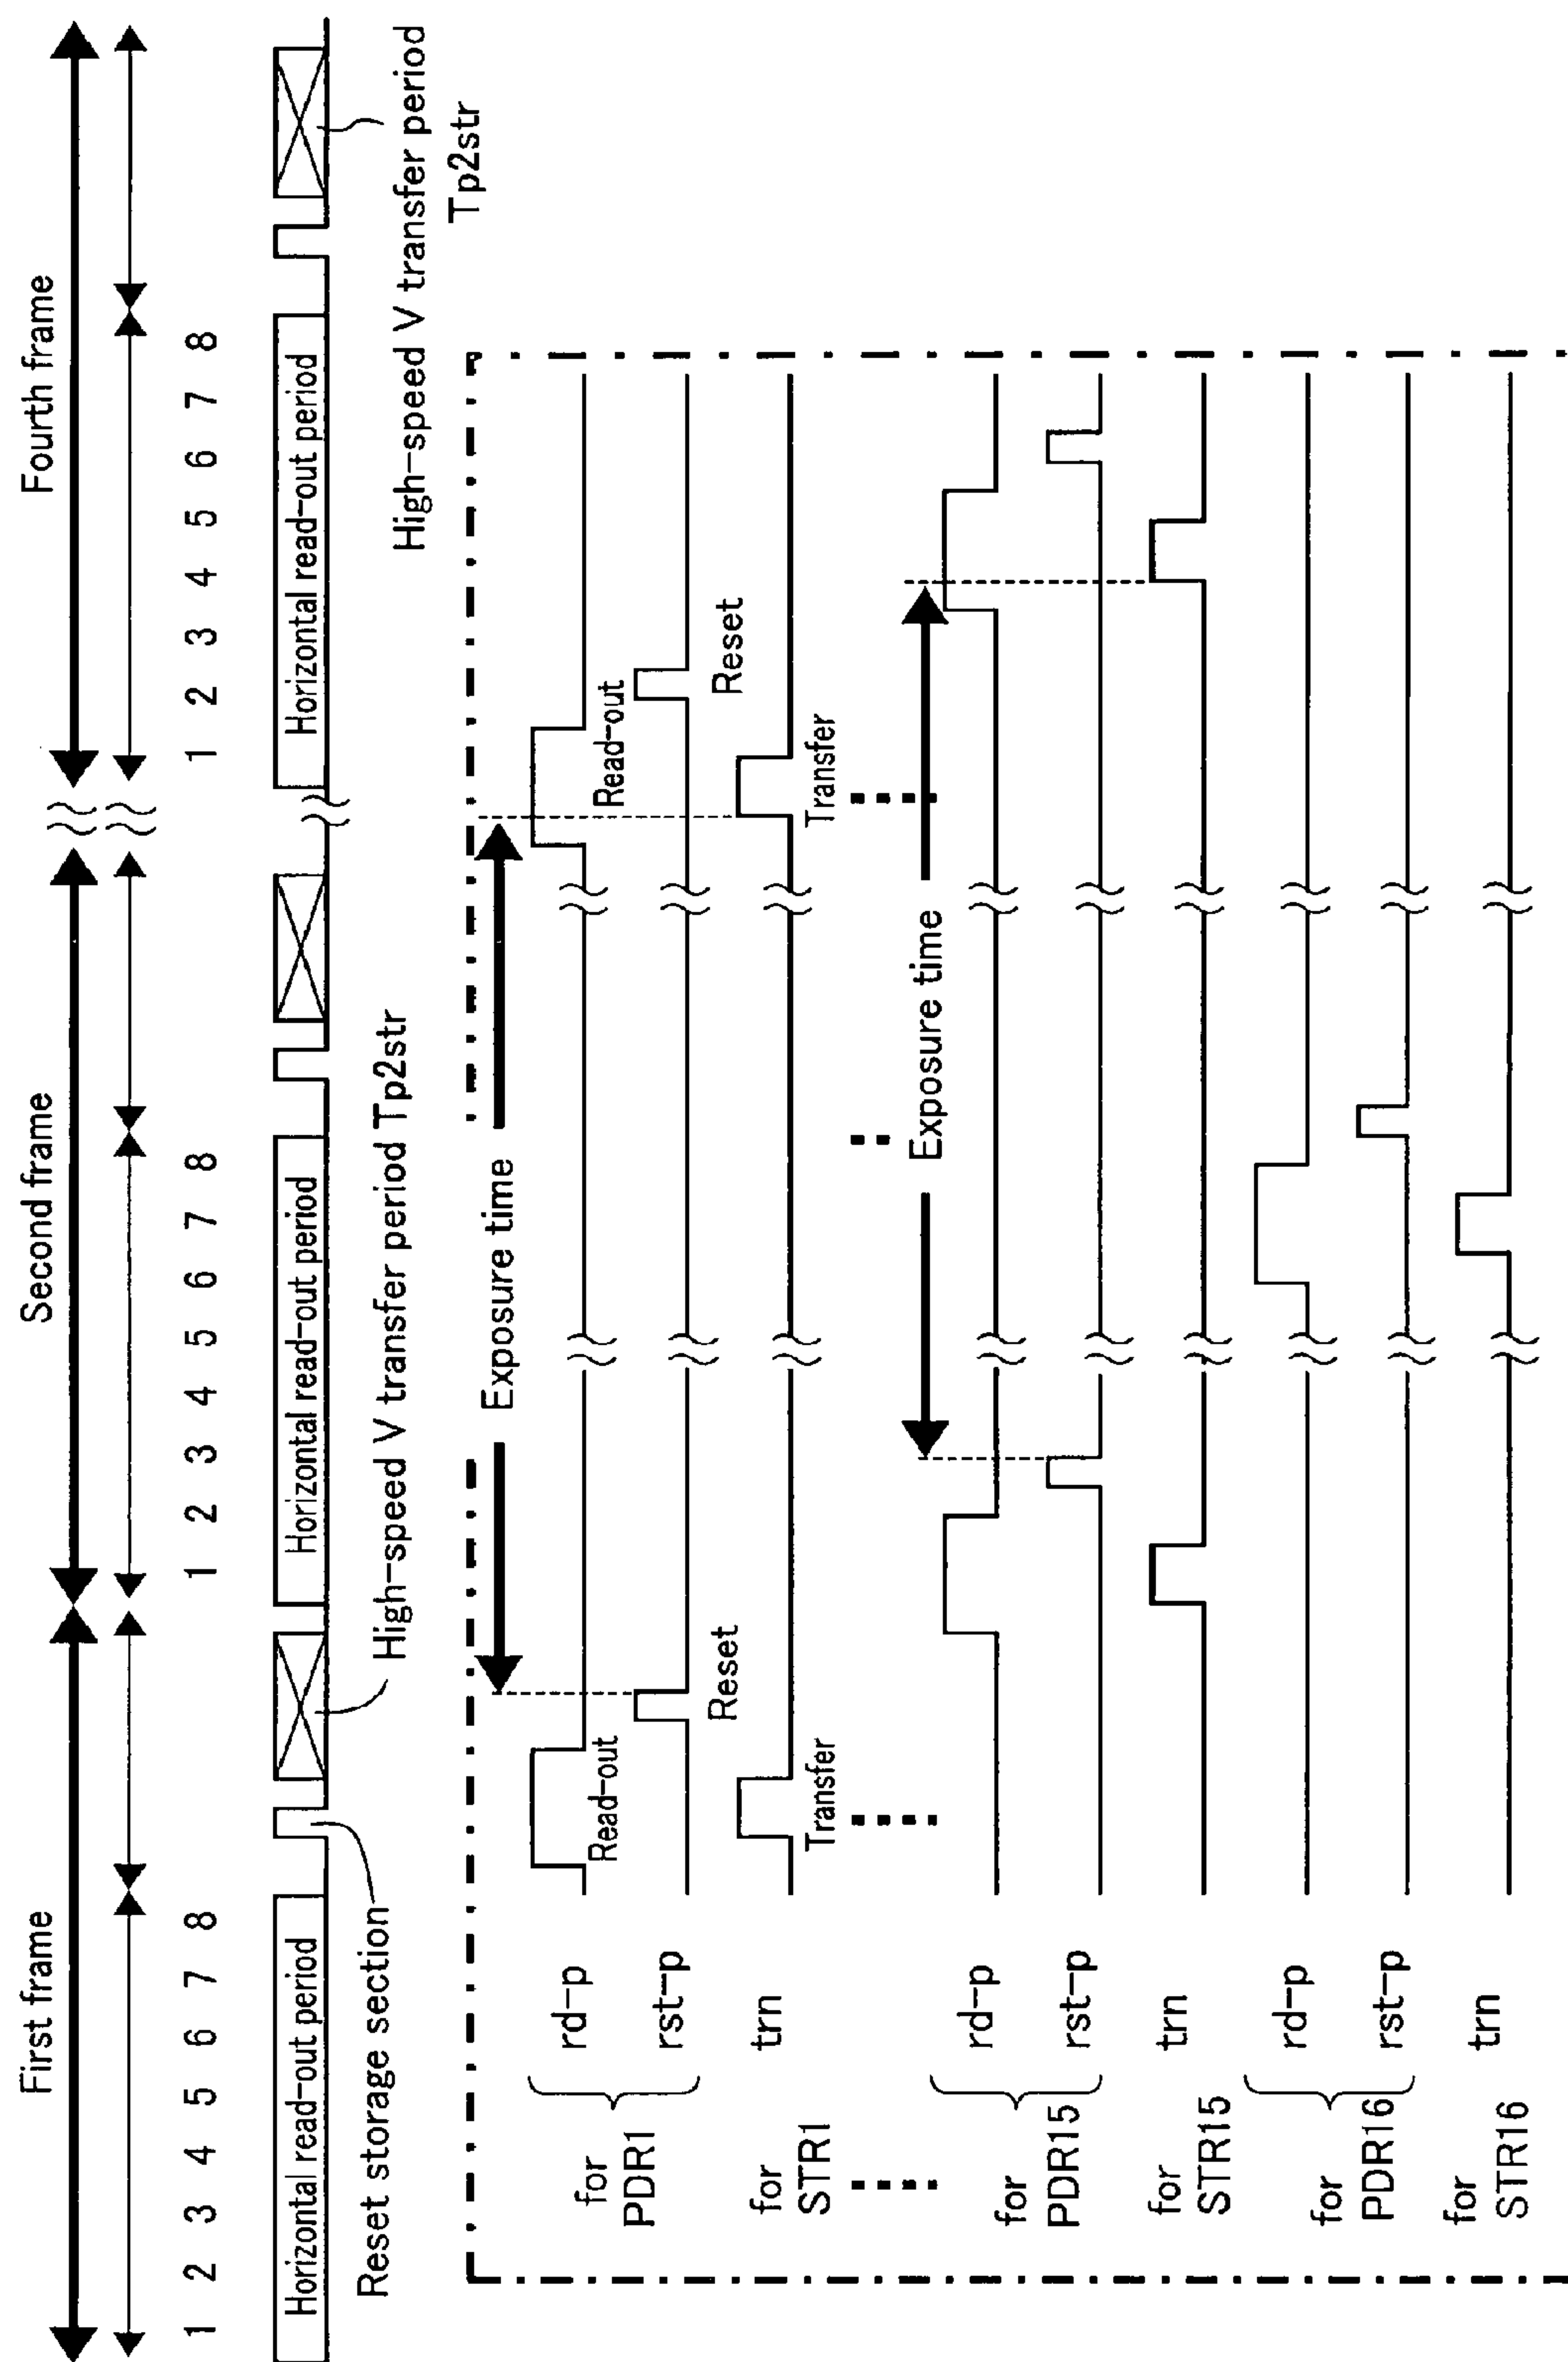 First frame
Second frame
Fourth frame
1 2 3 4 5 6 7 8
1 2 3 4 5 6 7 8
1 2 3 4 5 6 7 8
Horizontal read-out period
Horizontal read-out period
Horizontal read-out period
Reset storage section
High-speed V transfer period Tp2str
High-speed V transfer period
Tp2str
Exposure time
for
PDR1
rd-p
Read-out
Read-out
rst-p
Reset
Reset
for
STR1
trn
Transfer
Transfer
Exposure time
for
PDR15
rd-p
rst-p
for
STR15
trn
for
PDR16
rd-p
rst-p
for
STR16
trn